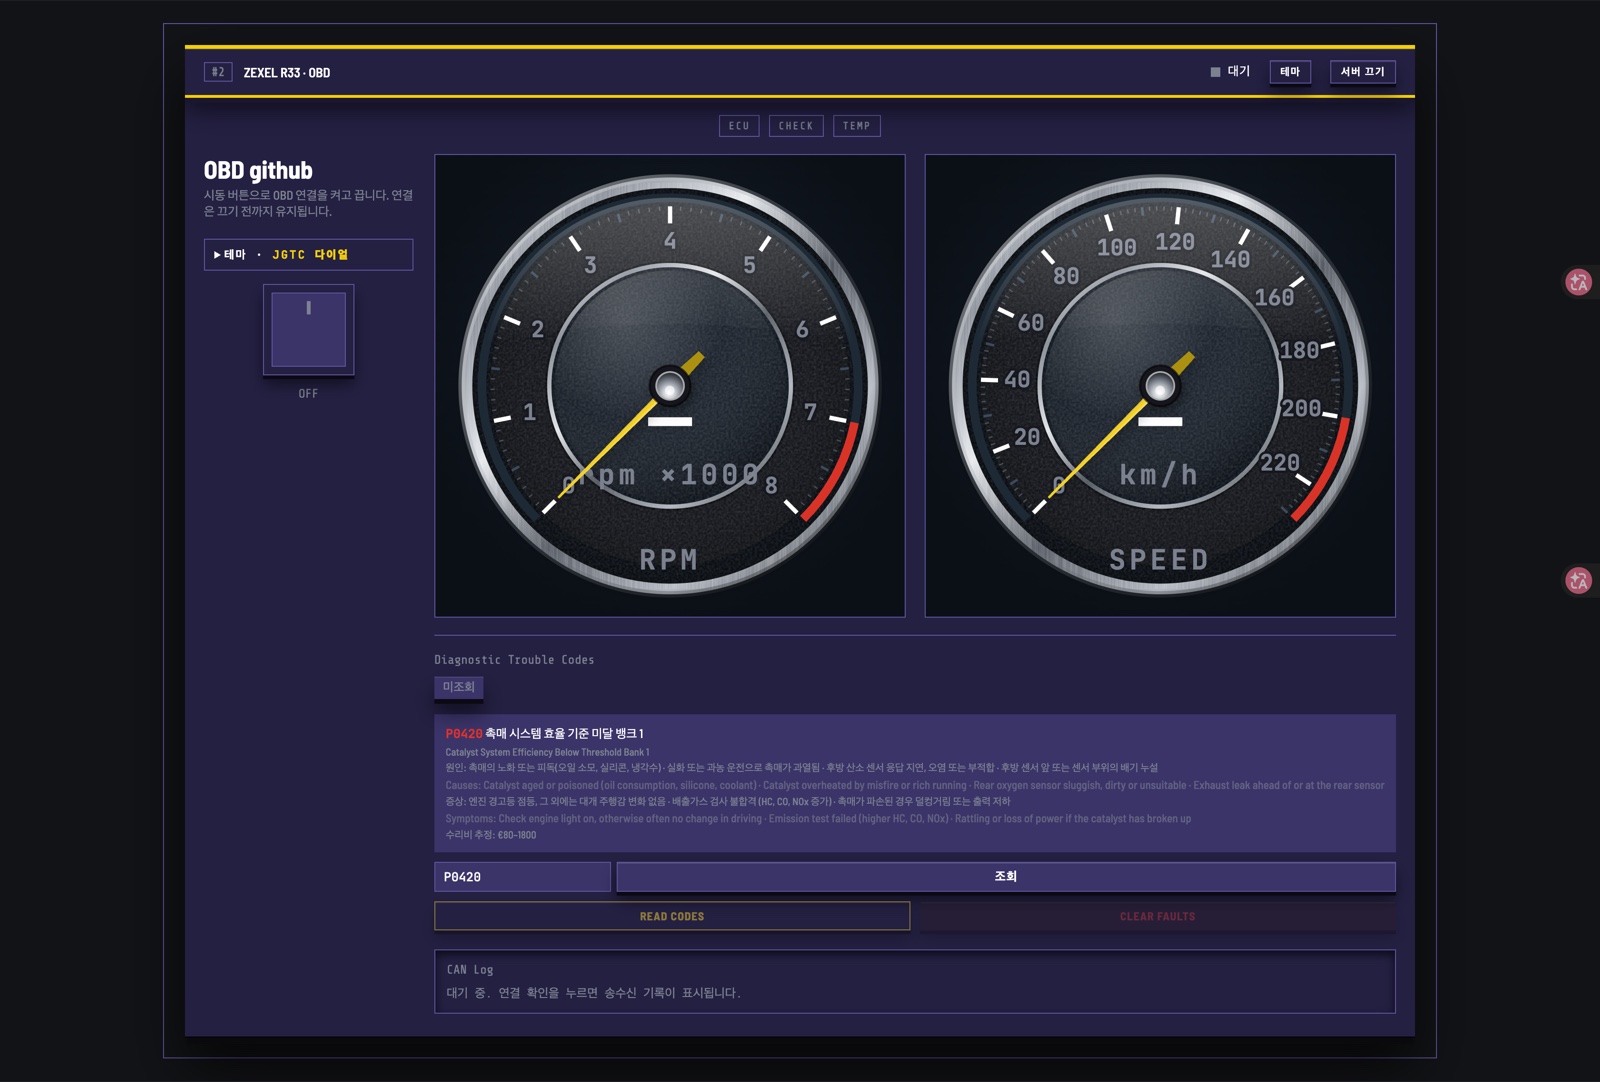 #2
ZEXEL R33 · OBD
대기
테마
서버 끄기
ECU
CHECK
TEMP
OBD github
시동 버튼으로 OBD 연결을 켜고 끕니다. 연결
은 끄기 전까지 유지됩니다.
▶ 테마 · JGTC 다이얼
OFF
0
1
2
3
4
5
6
7
8
rpm ×1000
RPM
0
20
40
60
80
100
120
140
160
180
200
220
km/h
SPEED
Diagnostic Trouble Codes
미조회
P0420 촉매 시스템 효율 기준 미달 뱅크 1
Catalyst System Efficiency Below Threshold Bank 1
원인: 촉매의 노화 또는 피독(오일 소모, 실리콘, 냉각수) · 실화 또는 과농 운전으로 촉매가 과열됨 · 후방 산소 센서 응답 지연, 오염 또는 부적합 · 후방 센서 앞 또는 센서 부위의 배기 누설
Causes: Catalyst aged or poisoned (oil consumption, silicone, coolant) · Catalyst overheated by misfire or rich running · Rear oxygen sensor sluggish, dirty or unsuitable · Exhaust leak ahead of or at the rear sensor
증상: 엔진 경고등 점등, 그 외에는 대개 주행감 변화 없음 · 배출가스 검사 불합격 (HC, CO, NOx 증가) · 촉매가 파손된 경우 덜컹거림 또는 출력 저하
Symptoms: Check engine light on, otherwise often no change in driving · Emission test failed (higher HC, CO, NOx) · Rattling or loss of power if the catalyst has broken up
수리비 추정: €80–1800
P0420
조회
READ CODES
CLEAR FAULTS
CAN Log
대기 중. 연결 확인을 누르면 송수신 기록이 표시됩니다.